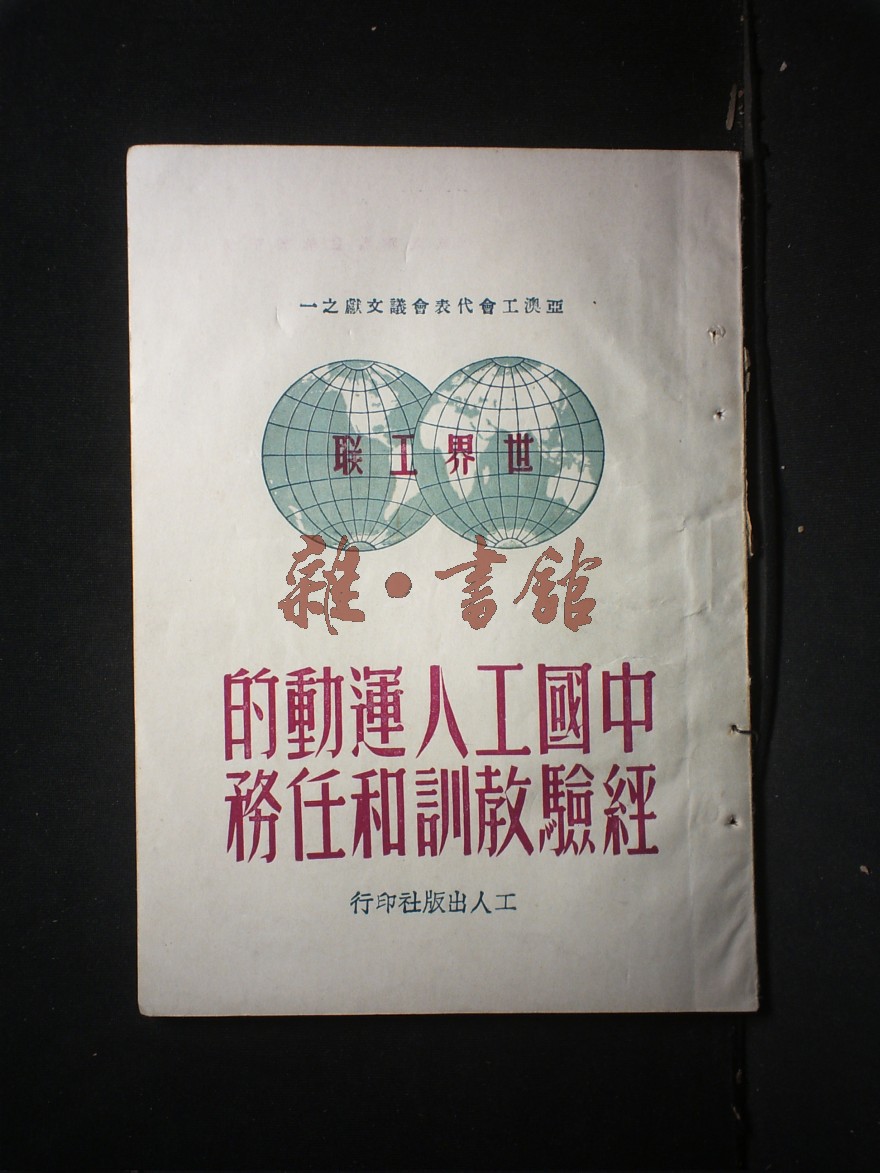 亞澳工會代表會議文獻之一
世界工联
雜·書館
中國工人運動的
經驗教訓和任務
工人出版社印行